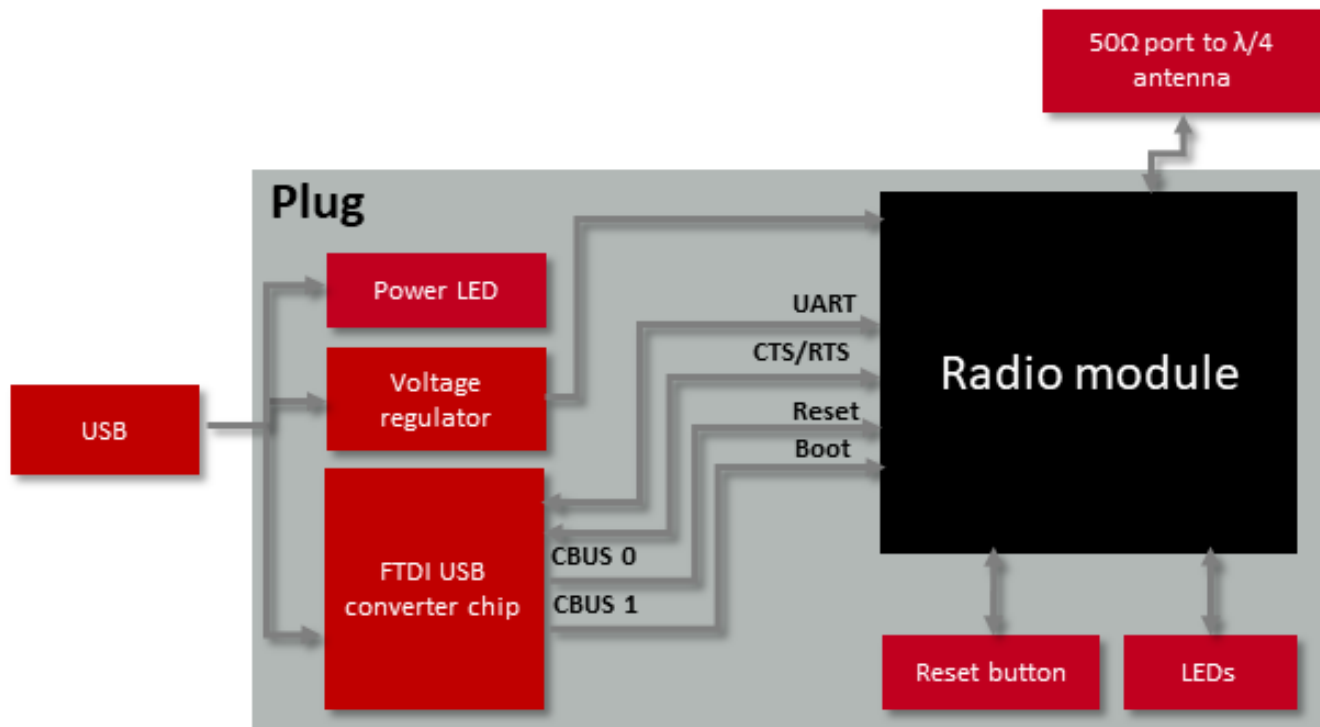 50Ω port to λ/4
antenna
Plug
Power LED
UART
CTS/RTS
Voltage
regulator
Radio module
USB
Reset
Boot
CBUS 0
FTDI USB
converter chip
CBUS 1
Reset button
LEDs